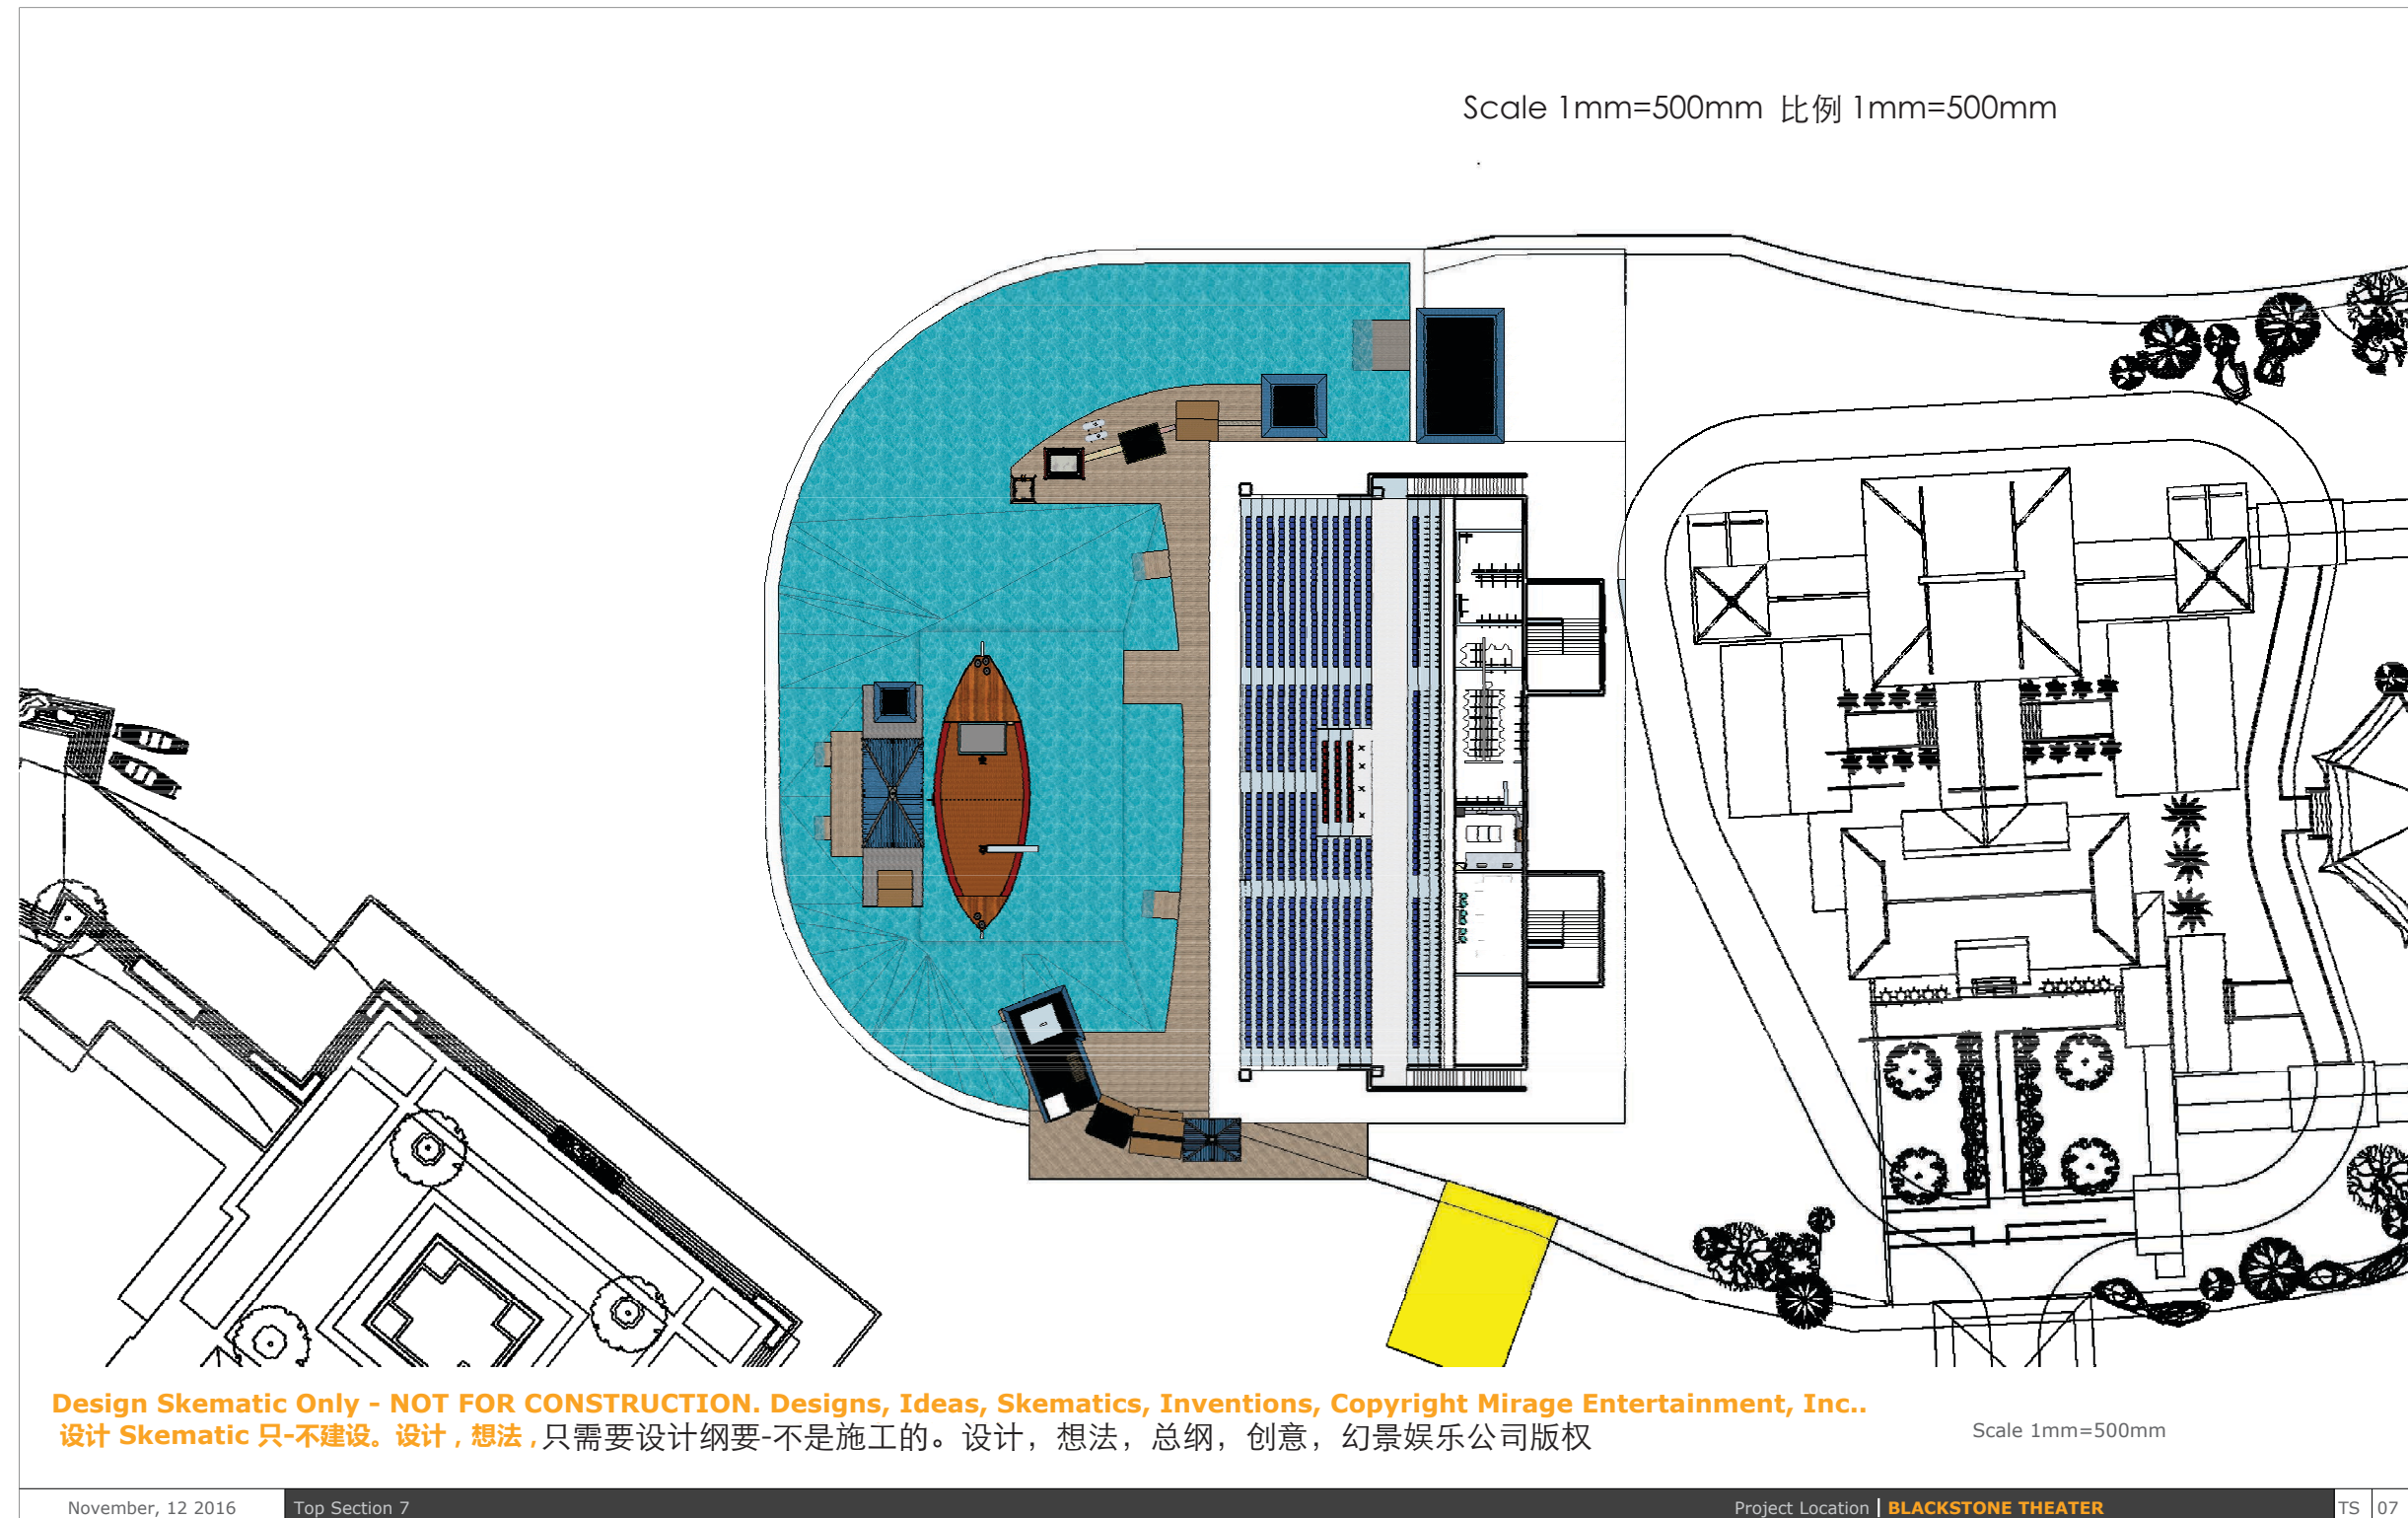 Scale 1mm=500mm 比例 1mm=500mm
Design Skematic Only - NOT FOR CONSTRUCTION. Designs, Ideas, Skematics, Inventions, Copyright Mirage Entertainment, Inc..
设计 Skematic 只-不建设。设计 , 想法 , 只需要设计纲要-不是施工的。设计，想法，总纲，创意，幻景娱乐公司版权
Scale 1mm=500mm
November, 12 2016
Top Section 7
Project Location | BLACKSTONE THEATER
TS 07